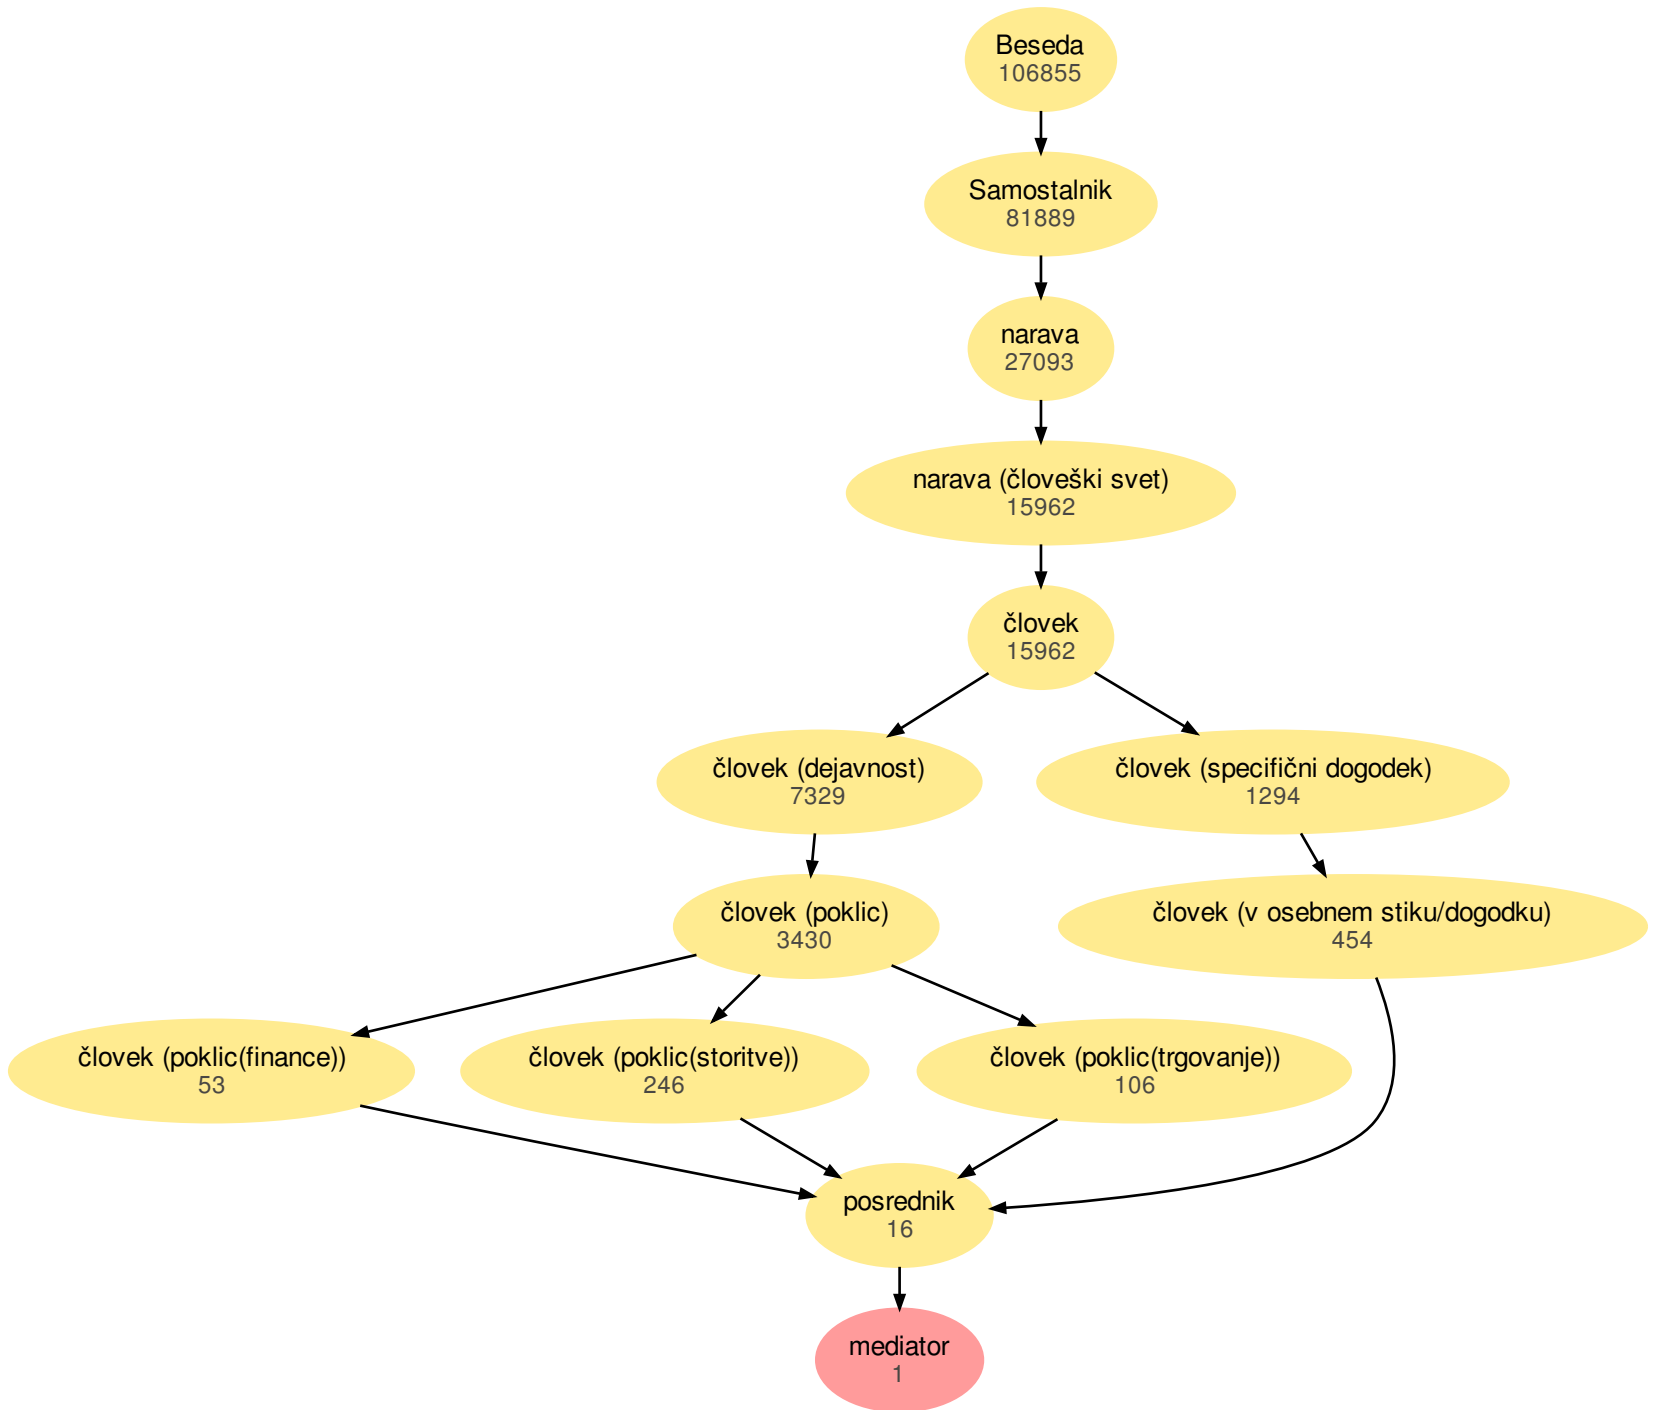 Beseda
106855
Samostalnik
81889
narava
27093
narava (človeški svet)
15962
človek
15962
človek (dejavnost)
7329
človek (specifični dogodek)
1294
človek (poklic)
3430
človek (v osebnem stiku/dogodku)
454
človek (poklic(finance))
53
človek (poklic(storitve))
246
človek (poklic(trgovanje))
106
posrednik
16
mediator
1